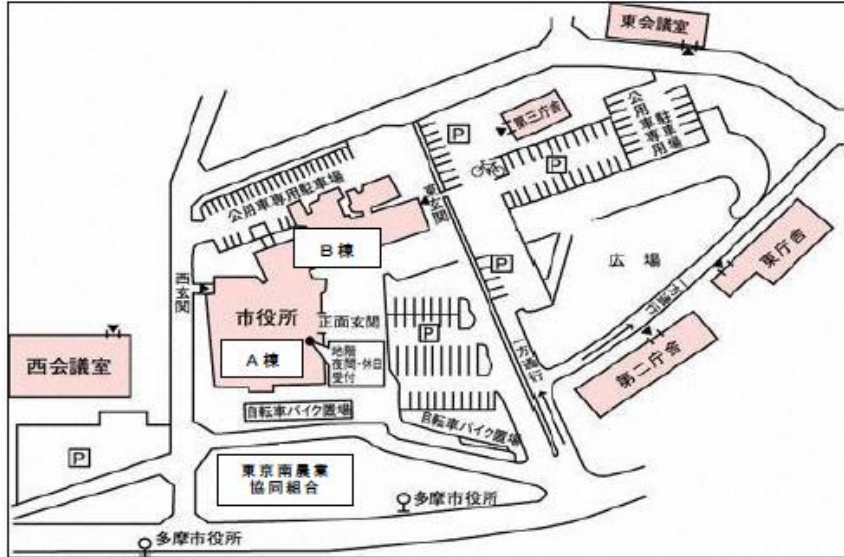 東会議室
第三庁舎
公用車専用
駐車場
P
P
公用車専用駐車場
東玄関
B棟
広場
東庁舎
一方通行
西玄関
P
市役所
正面玄関
A棟
地階
夜間・休日
受付
P
西会議室
第二庁舎
一方通行
自転車バイク置場
自転車バイク置場
P
東京南農業
協同組合
多摩市役所
多摩市役所